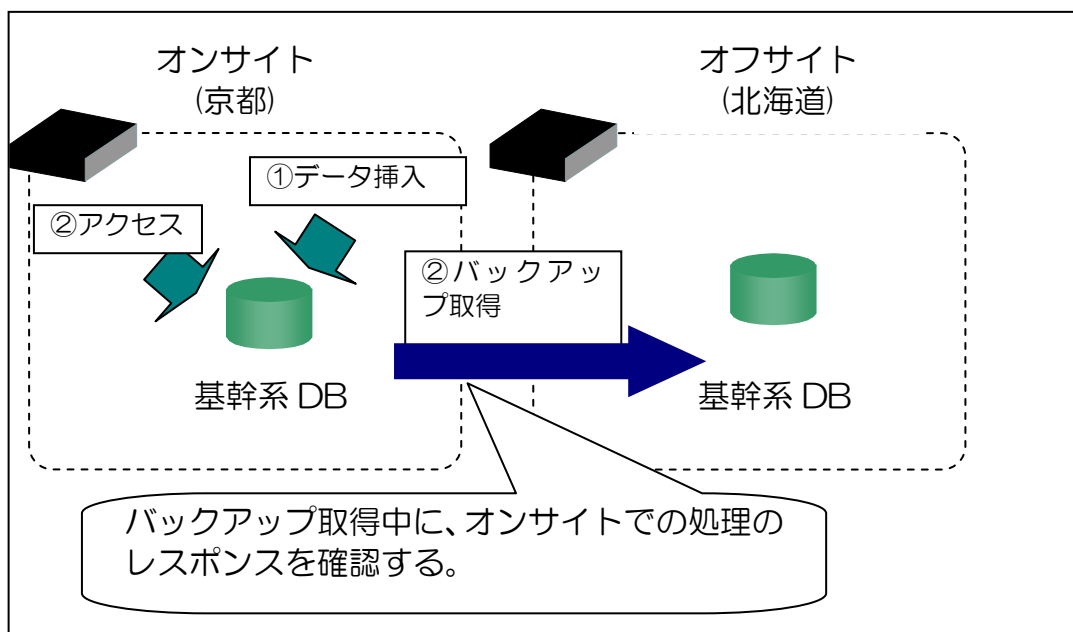 オンサイト
(京都)
オフサイト
(北海道)
①データ挿入
②アクセス
②バックアッ
プ取得
基幹系 DB
基幹系 DB
バックアップ取得中に、オンサイトでの処理の
レスポンスを確認する。